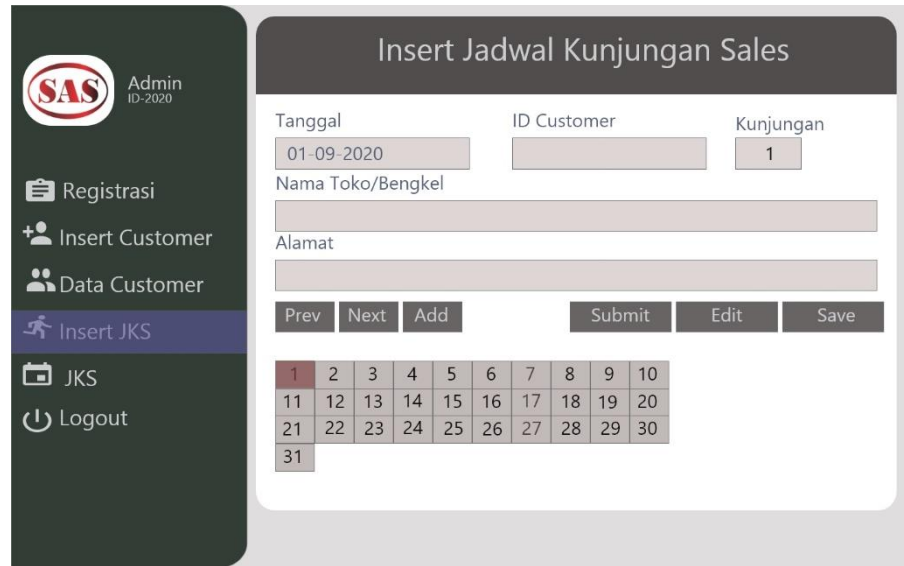 SAS
Admin
ID-2020
Registrasi
Insert Customer
Data Customer
Insert JKS
JKS
Logout
Insert Jadwal Kunjungan Sales
Tanggal ID Customer Kunjungan
01-09-2020 1
Nama Toko/Bengkel
Alamat
Prev Next Add Submit Edit Save
1 2 3 4 5 6 7 8 9 10
11 12 13 14 15 16 17 18 19 20
21 22 23 24 25 26 27 28 29 30
31